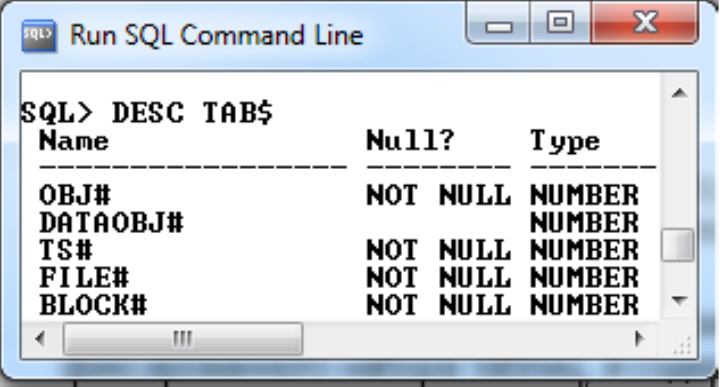 SQL> Run SQL Command Line
SQL> DESC TAB$
Name Null? Type
----------------- -------- -------
OBJ# NOT NULL NUMBER
DATAOBJ# NUMBER
TS# NOT NULL NUMBER
FILE# NOT NULL NUMBER
BLOCK# NOT NULL NUMBER